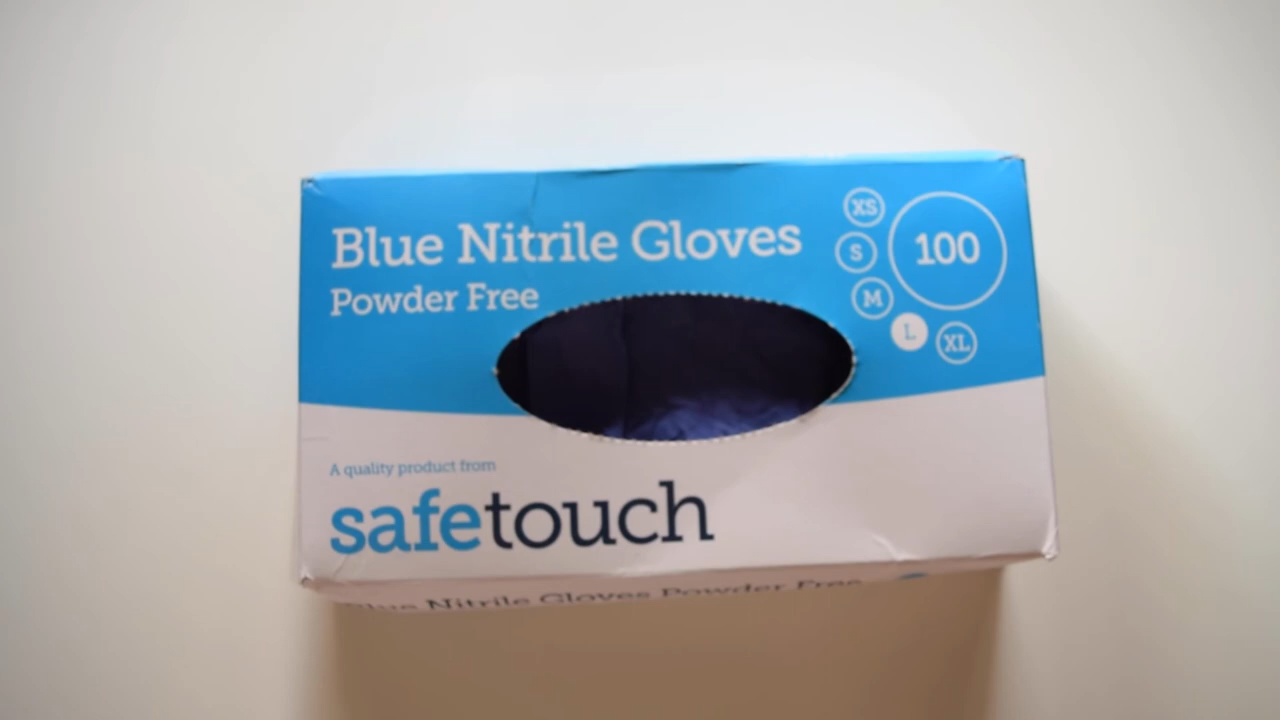 Blue Nitrile Gloves
Powder Free
XS
S
M
L
XL
100
A quality product from
safetouch
Blue Nitrile Gloves Powder Free